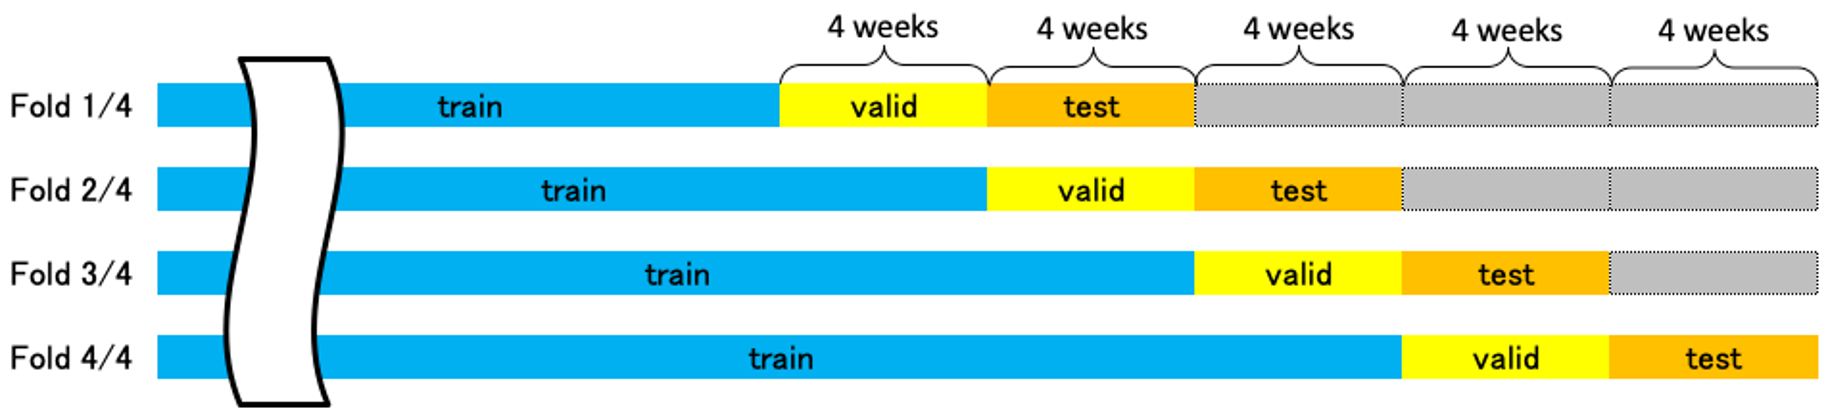 4 weeks 4 weeks 4 weeks 4 weeks 4 weeks
Fold 1/4 train valid test
Fold 2/4 train valid test
Fold 3/4 train valid test
Fold 4/4 train valid test